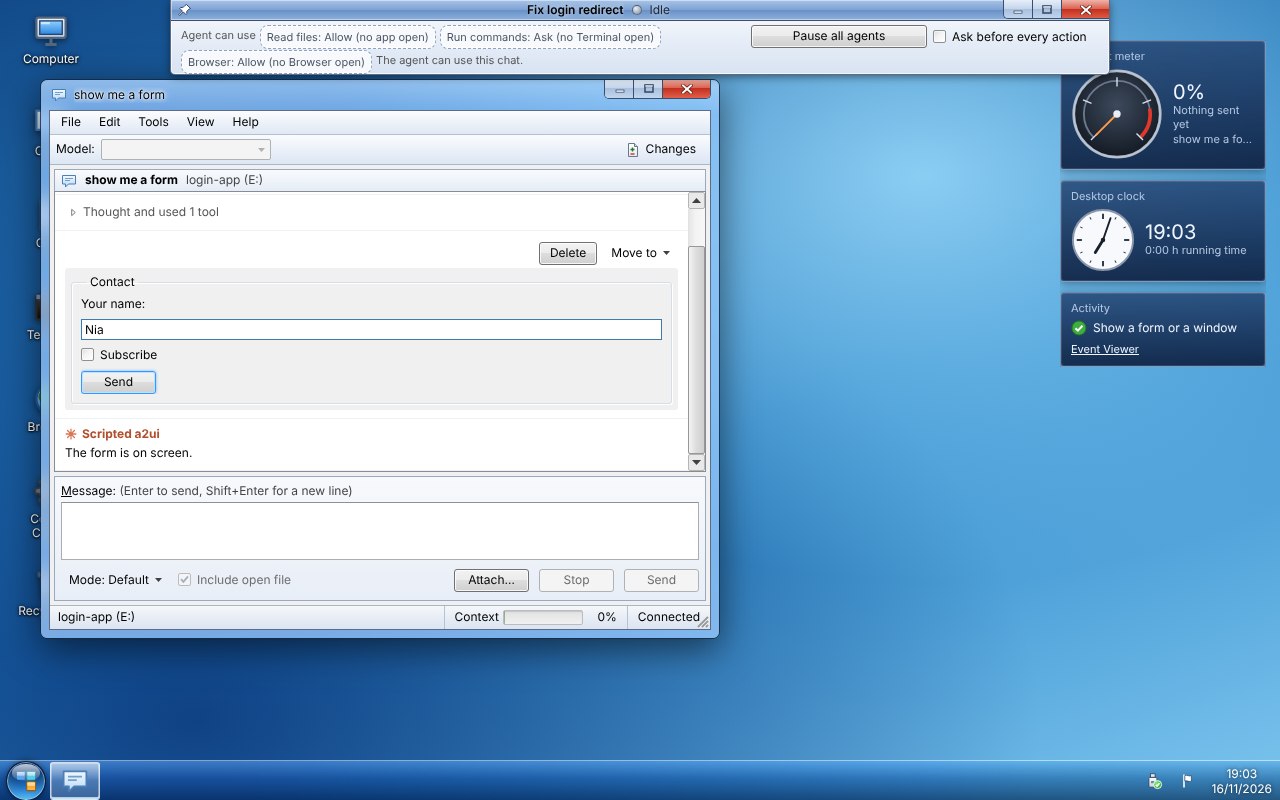 Fix login redirect Idle
Agent can use Read files: Allow (no app open) Run commands: Ask (no Terminal open)
Browser: Allow (no Browser open) The agent can use this chat.
Pause all agents Ask before every action
Computer
show me a form
File Edit Tools View Help
Model: Changes
show me a form login-app (E:)
Thought and used 1 tool
Delete Move to
Contact
Your name:
Nia
Subscribe
Send
Scripted a2ui
The form is on screen.
Message: (Enter to send, Shift+Enter for a new line)
Mode: Default Include open file Attach... Stop Send
login-app (E:) Context 0% Connected
meter
0%
Nothing sent
yet
show me a fo...
Desktop clock
19:03
0:00 h running time
Activity
Show a form or a window
Event Viewer
19:03
16/11/2026